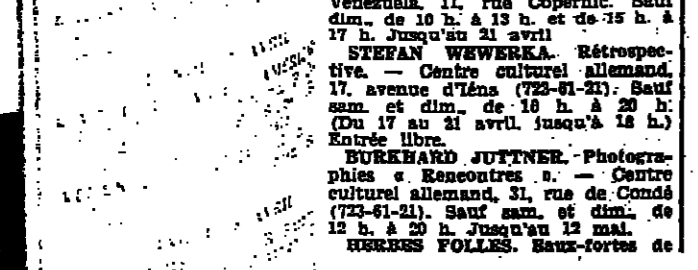 Venezuela, 11, rue Copernic. Sauf
dim., de 10 h. à 13 h. et de 15 h. à
17 h. Jusqu'au 21 avril
STEFAN WEWERKA. Rétrospec-
tive. — Centre culturel allemand,
17, avenue d'Iéna (723-61-21). Sauf
sam. et dim., de 10 h. à 20 h.
(Du 17 au 21 avril, jusqu'à 18 h.)
Entrée libre.
BURKHARD JUTTNER. Photogra-
phies « Rencontres ». — Centre
culturel allemand, 31, rue de Condé
(723-61-21). Sauf sam. et dim., de
12 h. à 20 h. Jusqu'au 12 mai.
HERBES FOLLES. Eaux-fortes de